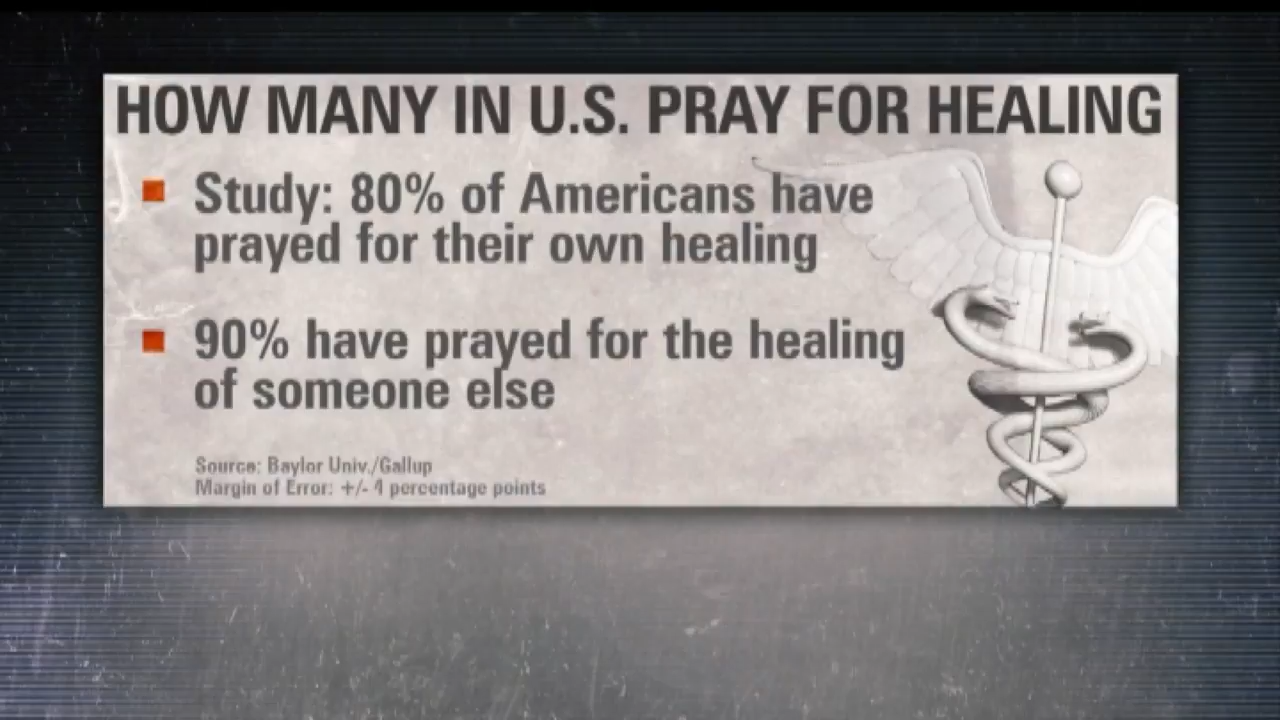 HOW MANY IN U.S. PRAY FOR HEALING
Study: 80% of Americans have
prayed for their own healing
90% have prayed for the healing
of someone else
Source: Baylor Univ./Gallup
Margin of Error: +/- 4 percentage points